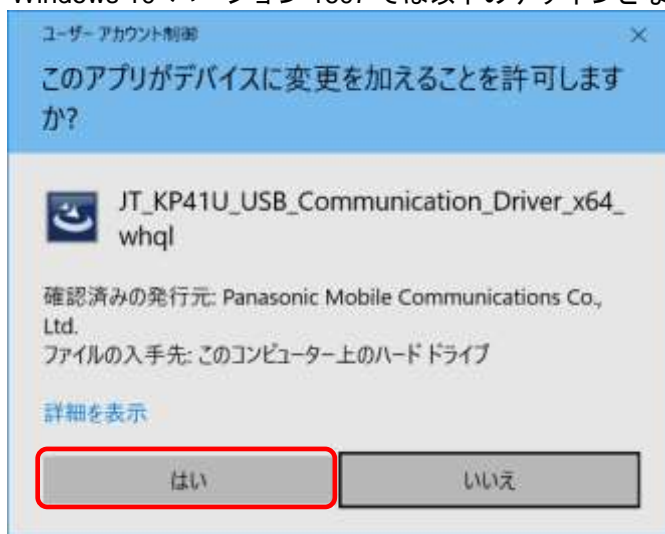 ユーザー アカウント制御
このアプリがデバイスに変更を加えることを許可します
か?
JT_KP41U_USB_Communication_Driver_x64_
whql
確認済みの発行元: Panasonic Mobile Communications Co.,
Ltd.
ファイルの入手先: このコンピューター上のハード ドライブ
詳細を表示
はい
いいえ